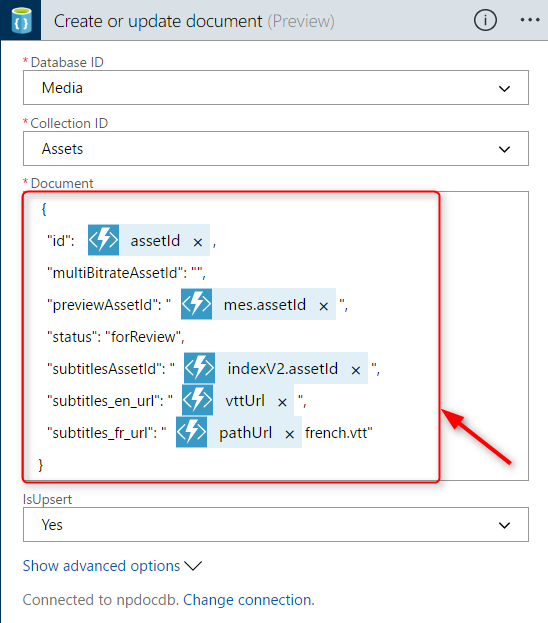 Create or update document (Preview)
* Database ID
Media
* Collection ID
Assets
* Document
{
"id": assetId × ,
"multiBitrateAssetId": "",
"previewAssetId": " mes.assetId × ",
"status": "forReview",
"subtitlesAssetId": " indexV2.assetId × ",
"subtitles_en_url": " vttUrl × ",
"subtitles_fr_url": " pathUrl × french.vtt"
}
IsUpsert
Yes
Show advanced options
Connected to npdocdb. Change connection.